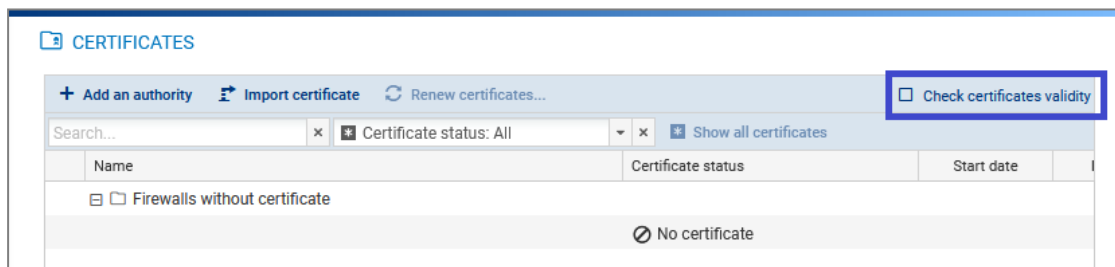 CERTIFICATES
+ Add an authority Import certificate Renew certificates... Check certificates validity
Search... × * Certificate status: All × * Show all certificates
Name Certificate status Start date
Firewalls without certificate
No certificate